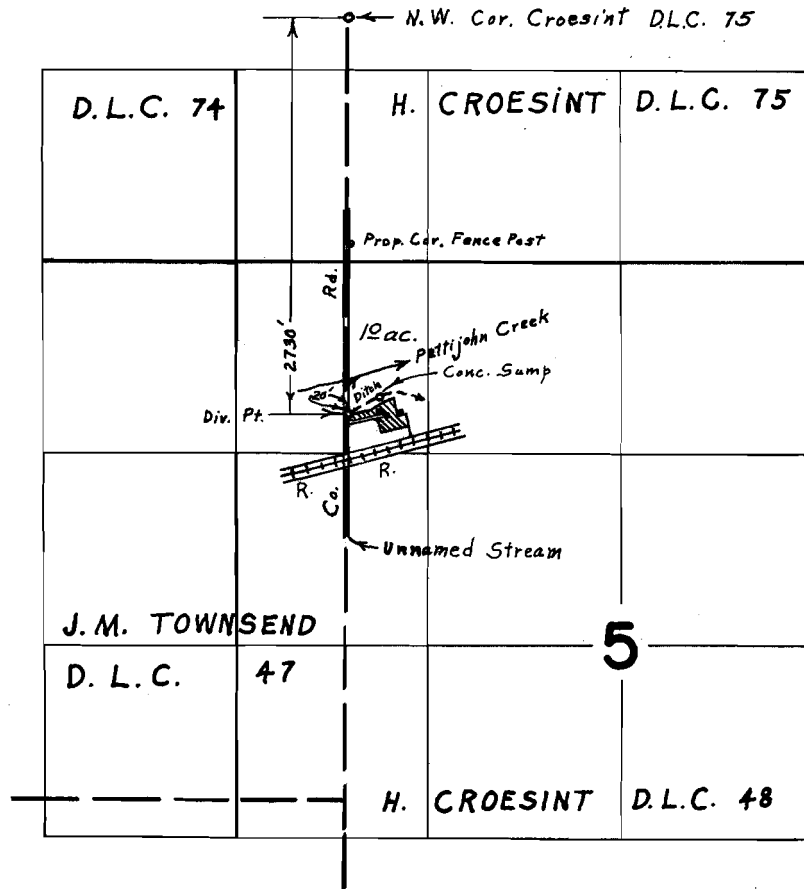 N.W. Cor. Croesint D.L.C. 75
D.L.C. 74
H. CROESINT D.L.C. 75
Prop. Cor. Fence Post
Rd.
2730'
1.0 ac.
Pettijohn Creek
Conc. Sump
20'
Ditch
Div. Pt.
R. R.
Co.
Unnamed Stream
J.M. TOWNSEND
5
D. L. C. 47
H. CROESINT D.L.C. 48